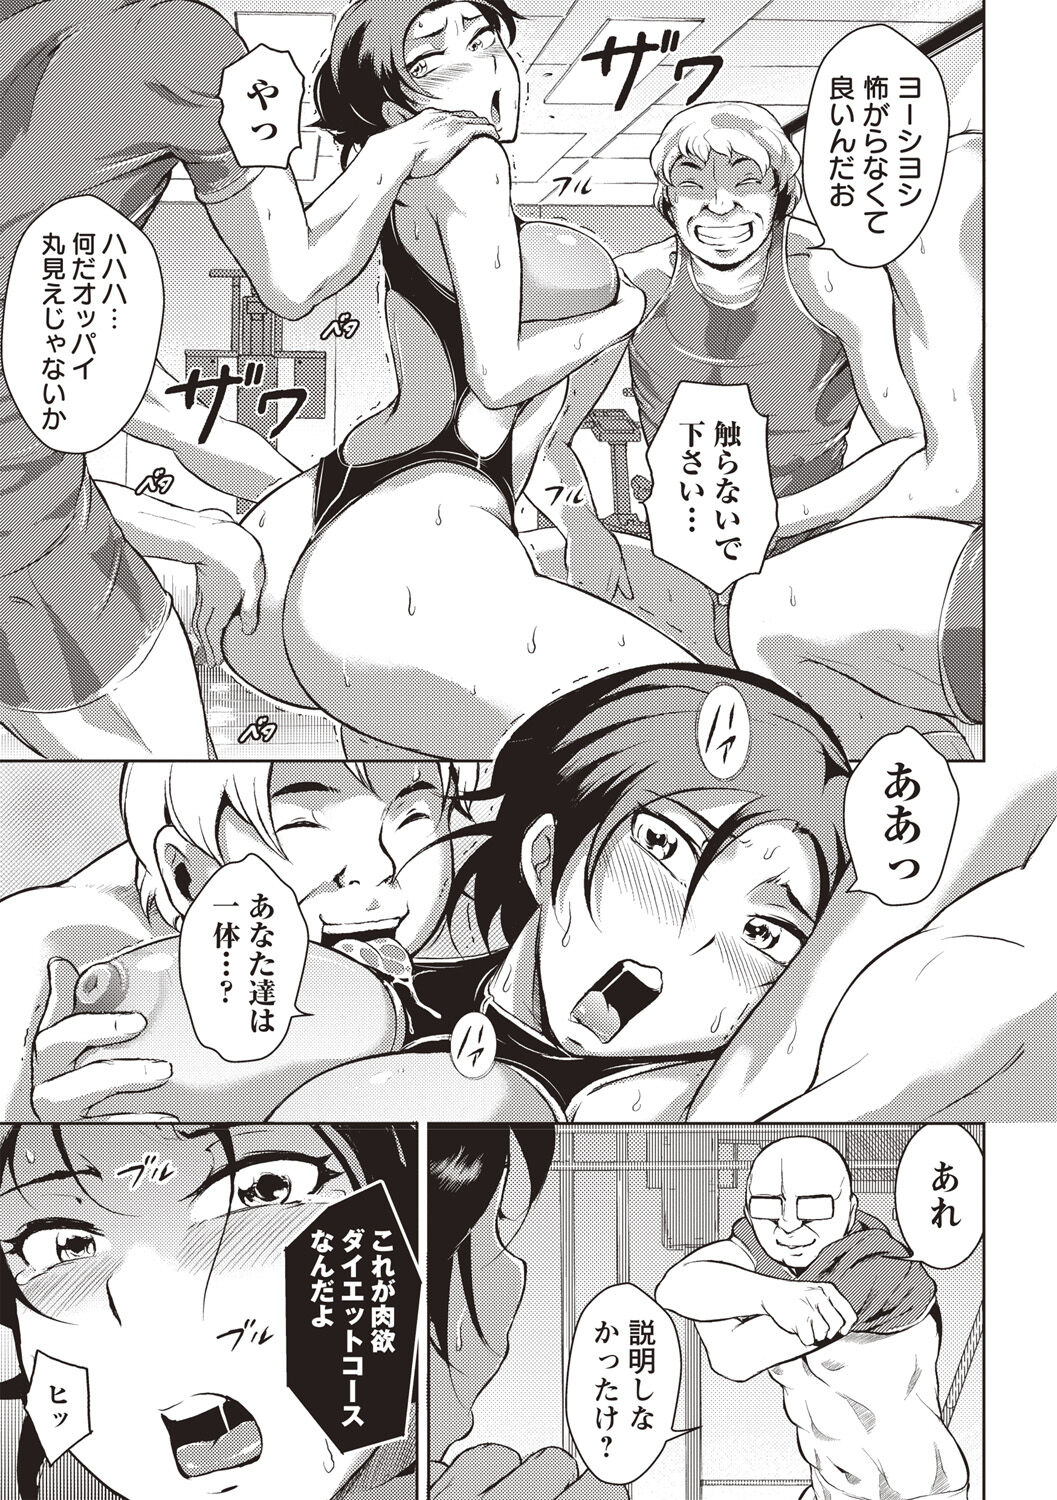 ヨーシヨシ
怖がらなくて
良いんだお
ザワ
やっ
ブル
ハハハ…
何だオッパイ
丸見えじゃないか
ペタ
ペタ
ザワ
触らないで
下さい…
ペタ
ペタ
ああっ
ハァ
あなた達は
一体…?
ハァ
あれ
説明しな
かったけ?
これが肉欲
ダイエットコース
なんだよ
ブル
ブル
ヒッ